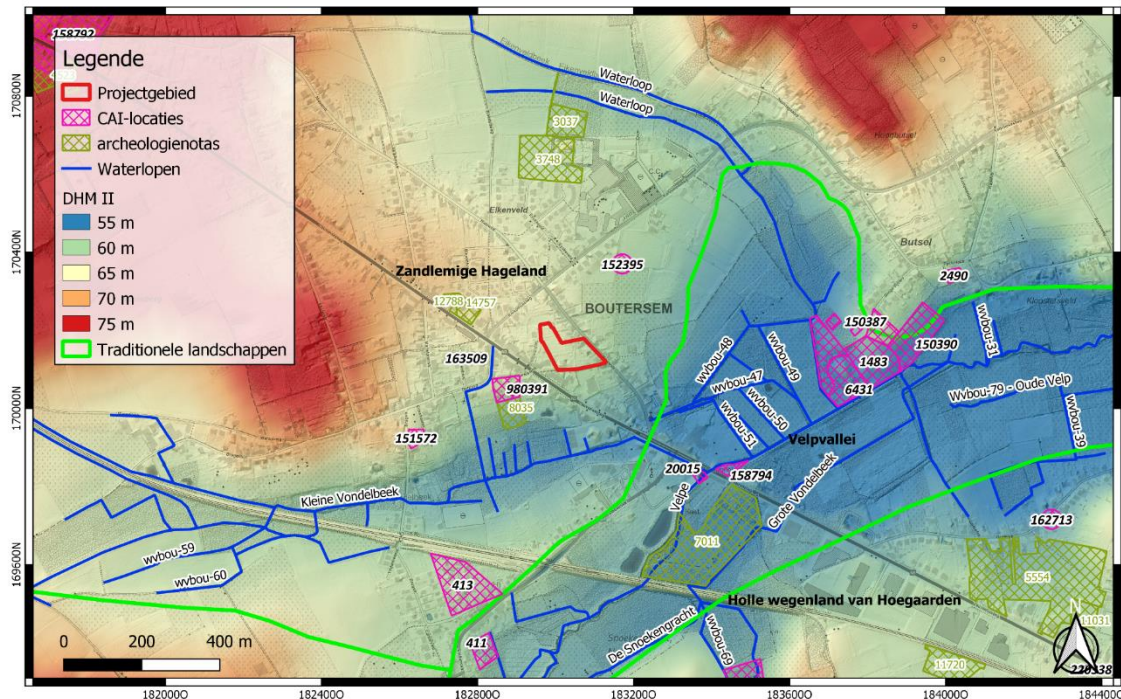 158792
Legende
Projectgebied
CAI-locaties
archeologienotas
Waterlopen
DHM II
55 m
60 m
65 m
70 m
75 m
Traditionele landschappen
Waterloop
Waterloop
3037
3748
Elkenveld
Butsel
Zandlemige Hageland
152395
BOUTERSEM
2490
12788
14757
163509
980391
8035
151572
150387
150390
1483
6431
wvbou-31
wvbou-48
wvbou-47
wvbou-49
wvbou-50
wvbou-51
Wvbou-79 - Oude Velp
wvbou-39
Velpvallei
20015
158794
Velpe
Grote Vondelbeek
Kleine Vondelbeek
162713
7011
wvbou-59
wvbou-60
413
411
5554
11031
Holle wegenland van Hoegaarden
De Snoekengracht
wvbou-69
11720
N
220338
0 200 400 m
170800N
170400N
170000N
169600N
1820000 1824000 1828000 1832000 1836000 1840000 1844000